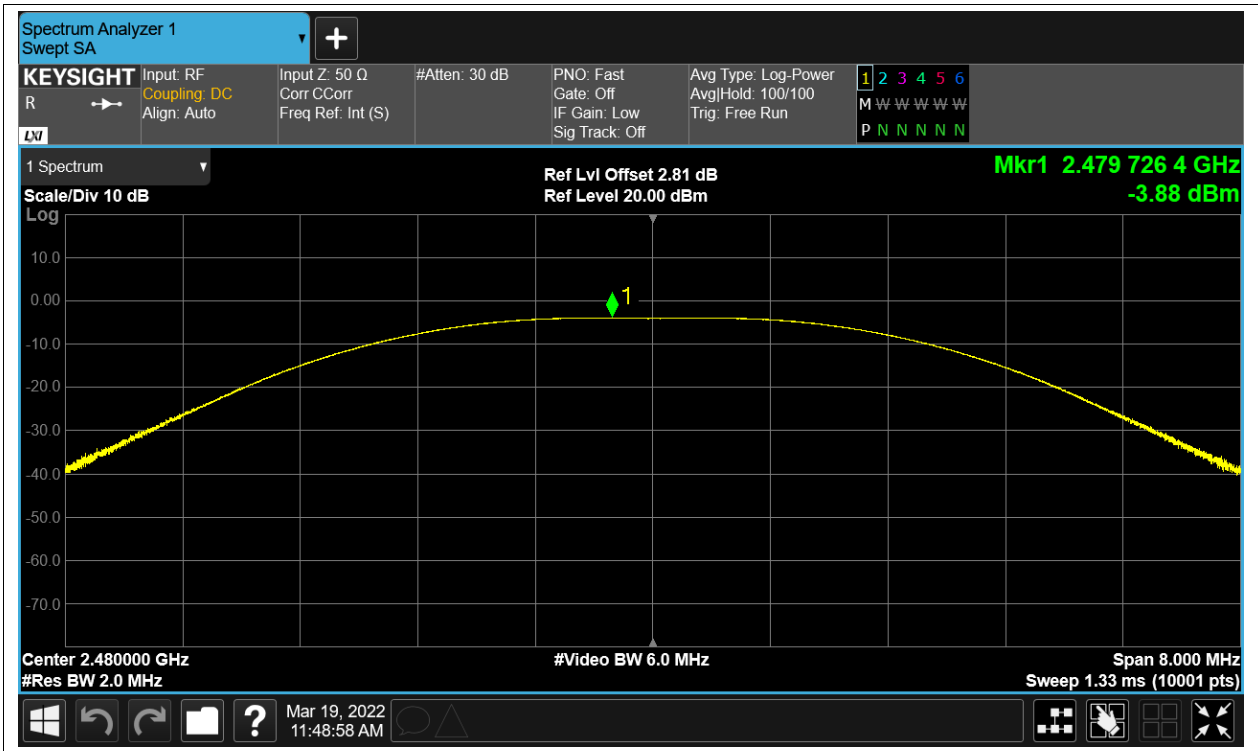 Spectrum Analyzer 1
Swept SA
KEYSIGHT
R
LXI
Input: RF
Coupling: DC
Align: Auto
Input Z: 50 Ω
Corr CCorr
Freq Ref: Int (S)
#Atten: 30 dB
PNO: Fast
Gate: Off
IF Gain: Low
Sig Track: Off
Avg Type: Log-Power
Avg|Hold: 100/100
Trig: Free Run
1 2 3 4 5 6
M W W W W W
P N N N N N
1 Spectrum
Scale/Div 10 dB
Log
Ref Lvl Offset 2.81 dB
Ref Level 20.00 dBm
Mkr1 2.479 726 4 GHz
-3.88 dBm
1
10.0
0.00
-10.0
-20.0
-30.0
-40.0
-50.0
-60.0
-70.0
Center 2.480000 GHz
#Res BW 2.0 MHz
#Video BW 6.0 MHz
Span 8.000 MHz
Sweep 1.33 ms (10001 pts)
?
Mar 19, 2022
11:48:58 AM